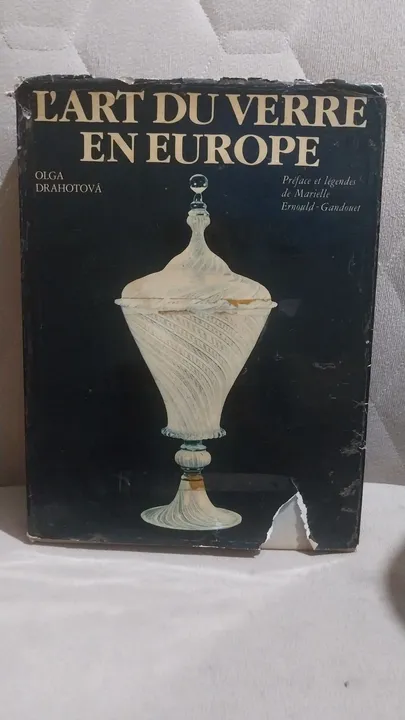 L'ART DU VERRE
EN EUROPE
OLGA
DRAHOTOVÁ
Préface et légendes
de Marielle
Ernould-Gandouet